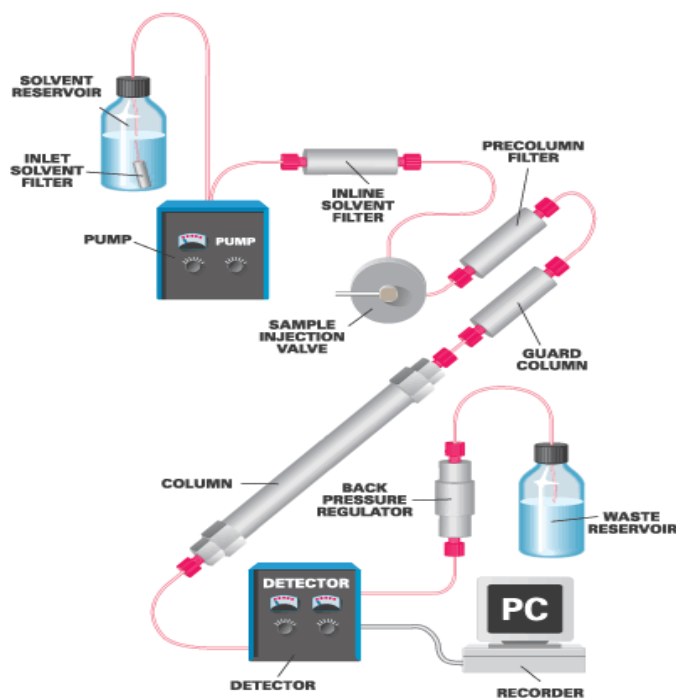 SOLVENT
RESERVOIR
INLET
SOLVENT
FILTER
PUMP
PUMP
INLINE
SOLVENT
FILTER
PRECOLUMN
FILTER
SAMPLE
INJECTION
VALVE
GUARD
COLUMN
COLUMN
BACK
PRESSURE
REGULATOR
WASTE
RESERVOIR
DETECTOR
DETECTOR
PC
RECORDER